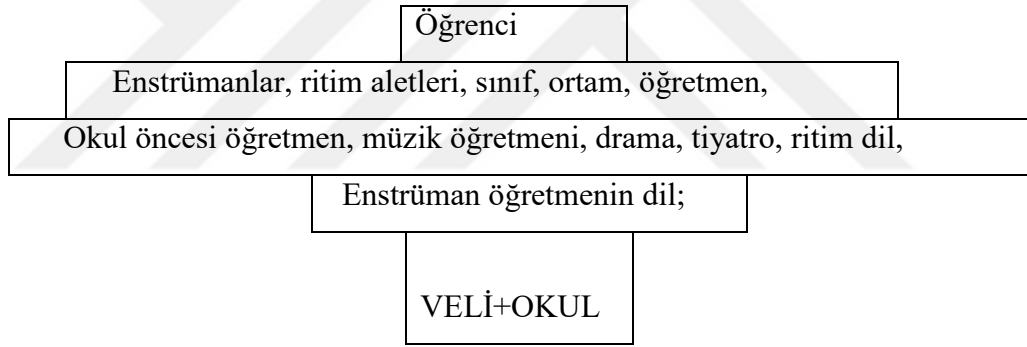 Öğrenci
Enstrümanlar, ritim aletleri, sınıf, ortam, öğretmen,
Okul öncesi öğretmen, müzik öğretmeni, drama, tiyatro, ritim dil,
Enstrüman öğretmenin dil;
VELİ+OKUL